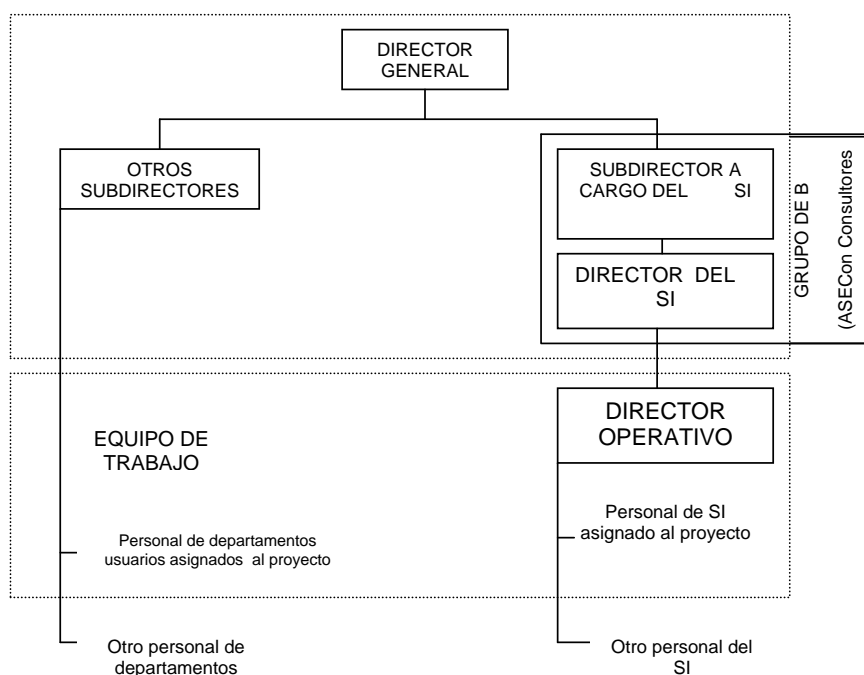 DIRECTOR
GENERAL
OTROS
SUBDIRECTORES
SUBDIRECTOR A
CARGO DEL SI
DIRECTOR DEL
SI
GRUPO DE B
(ASECon Consultores
DIRECTOR
OPERATIVO
EQUIPO DE
TRABAJO
Personal de departamentos
usuarios asignados al proyecto
Personal de SI
asignado al proyecto
Otro personal de
departamentos
Otro personal del
SI